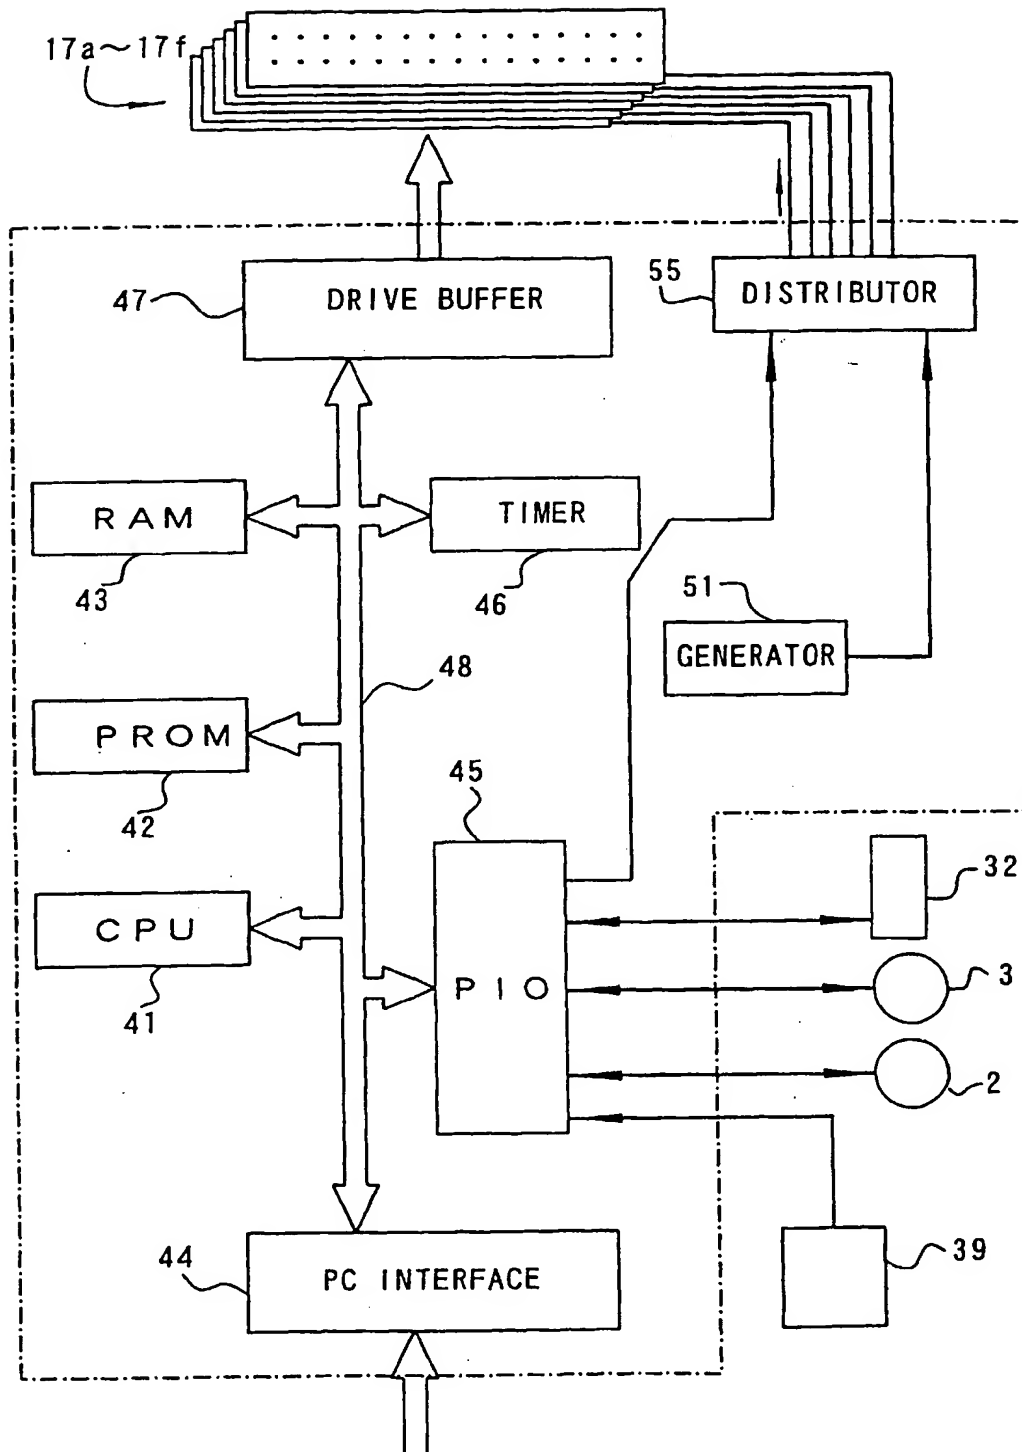 17a～17f
47
DRIVE BUFFER
55
DISTRIBUTOR
RAM
43
TIMER
46
51
GENERATOR
48
PROM
42
45
PIO
CPU
41
32
3
2
39
44
PC INTERFACE